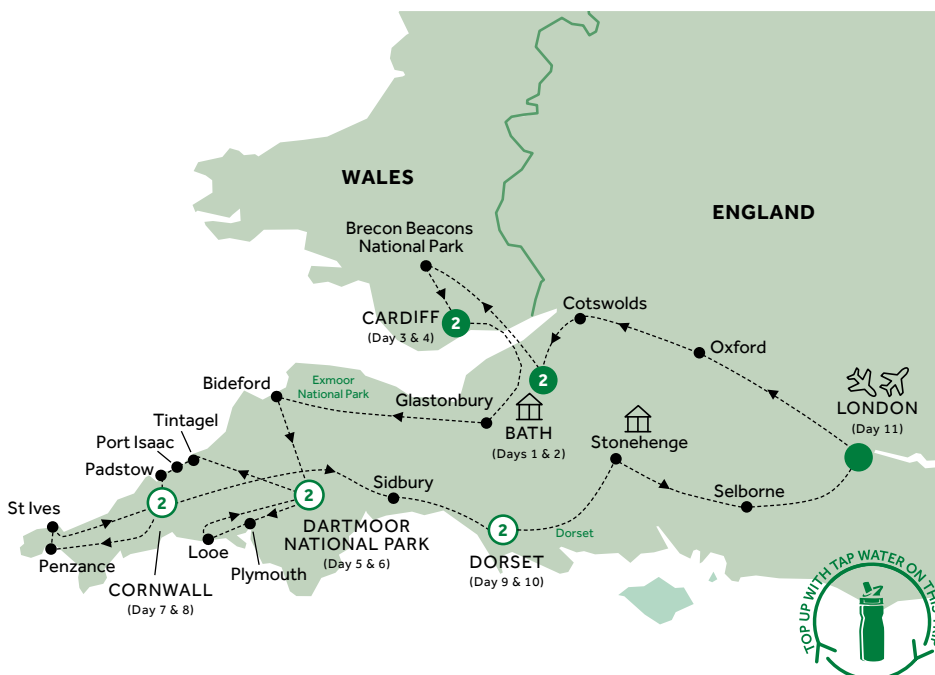 WALES
ENGLAND
Brecon Beacons
National Park
Cotswolds
CARDIFF
2
(Day 3 & 4)
Oxford
2
BATH
(Days 1 & 2)
LONDON
(Day 11)
Bideford
Exmoor
National Park
Glastonbury
Stonehenge
Tintagel
Port Isaac
Padstow
2
2
Sidbury
Selborne
St Ives
Penzance
CORNWALL
(Day 7 & 8)
Looe
Plymouth
DARTMOOR
NATIONAL PARK
(Day 5 & 6)
2
DORSET
(Day 9 & 10)
Dorset
TOP UP WITH TAP WATER ON THIS TRIP